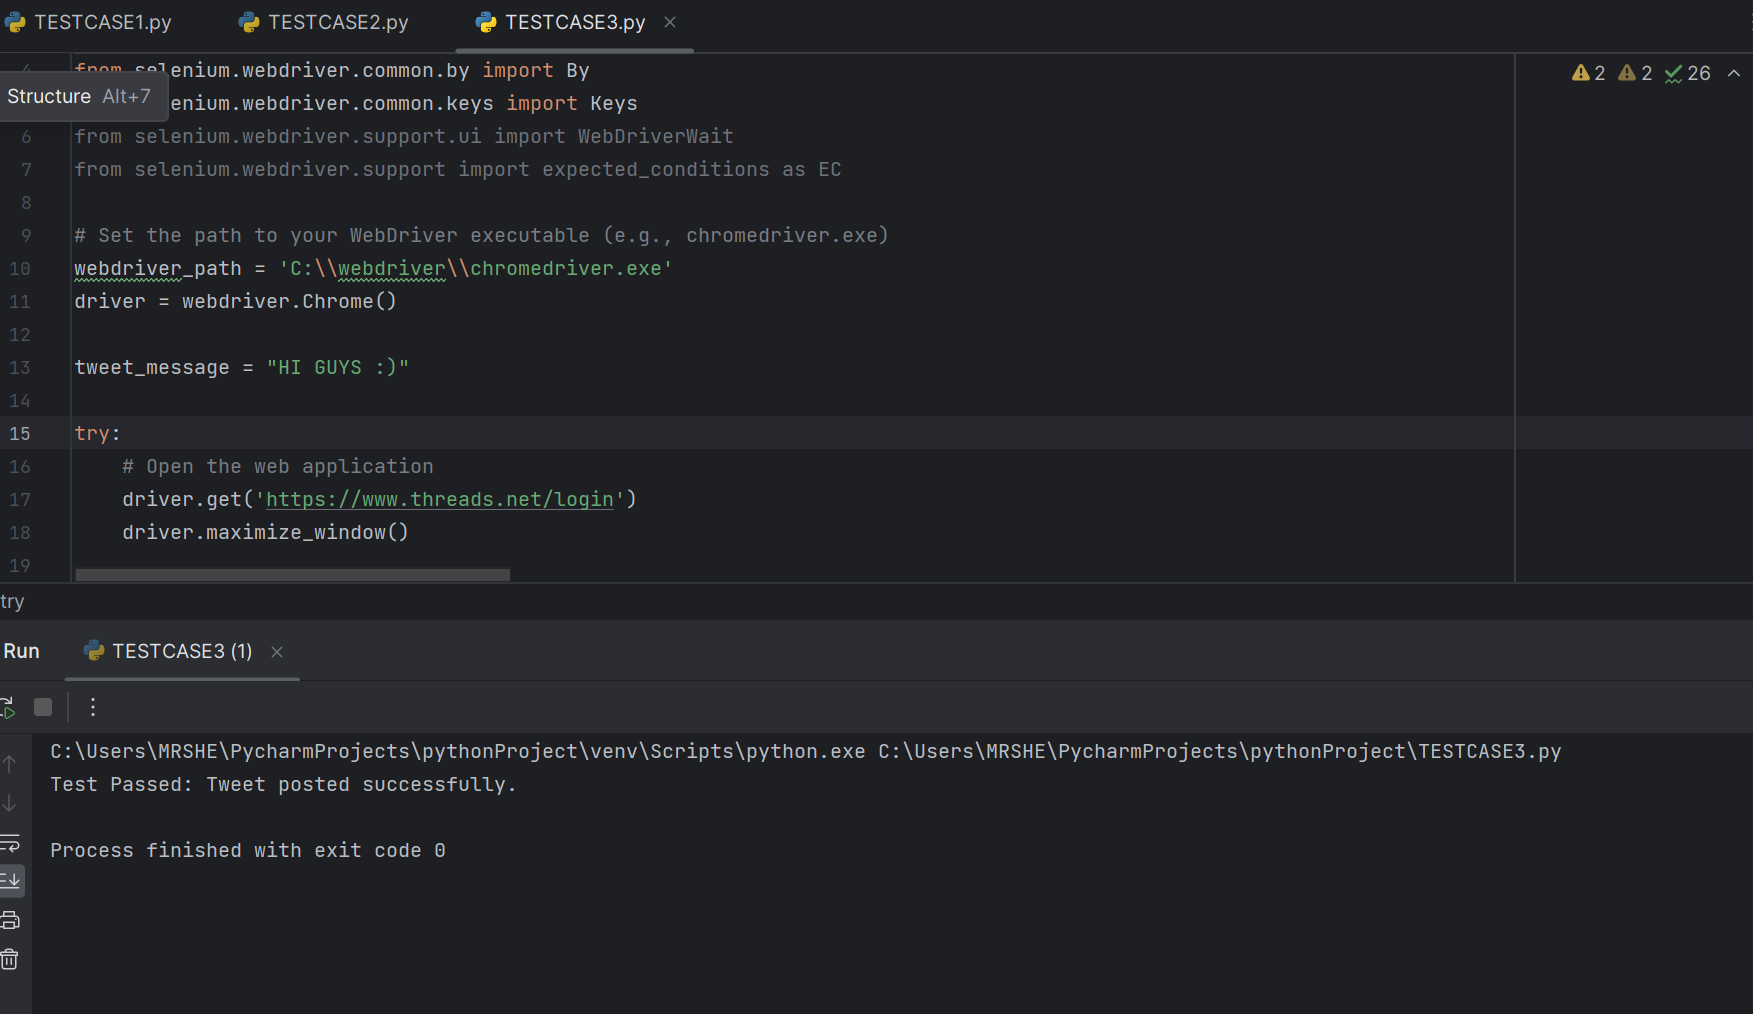 TESTCASE1.py
TESTCASE2.py
TESTCASE3.py
from selenium.webdriver.common.by import By
2 2 26
Structure Alt+7
enium.webdriver.common.keys import Keys
6 from selenium.webdriver.support.ui import WebDriverWait
7 from selenium.webdriver.support import expected_conditions as EC
8
9 # Set the path to your WebDriver executable (e.g., chromedriver.exe)
10 webdriver_path = 'C:\\webdriver\\chromedriver.exe'
11 driver = webdriver.Chrome()
12
13 tweet_message = "HI GUYS :)"
14
15 try:
16 # Open the web application
17 driver.get('https://www.threads.net/login')
18 driver.maximize_window()
19
try
Run
TESTCASE3 (1)
C:\Users\MRSHE\PycharmProjects\pythonProject\venv\Scripts\python.exe C:\Users\MRSHE\PycharmProjects\pythonProject\TESTCASE3.py
Test Passed: Tweet posted successfully.
Process finished with exit code 0